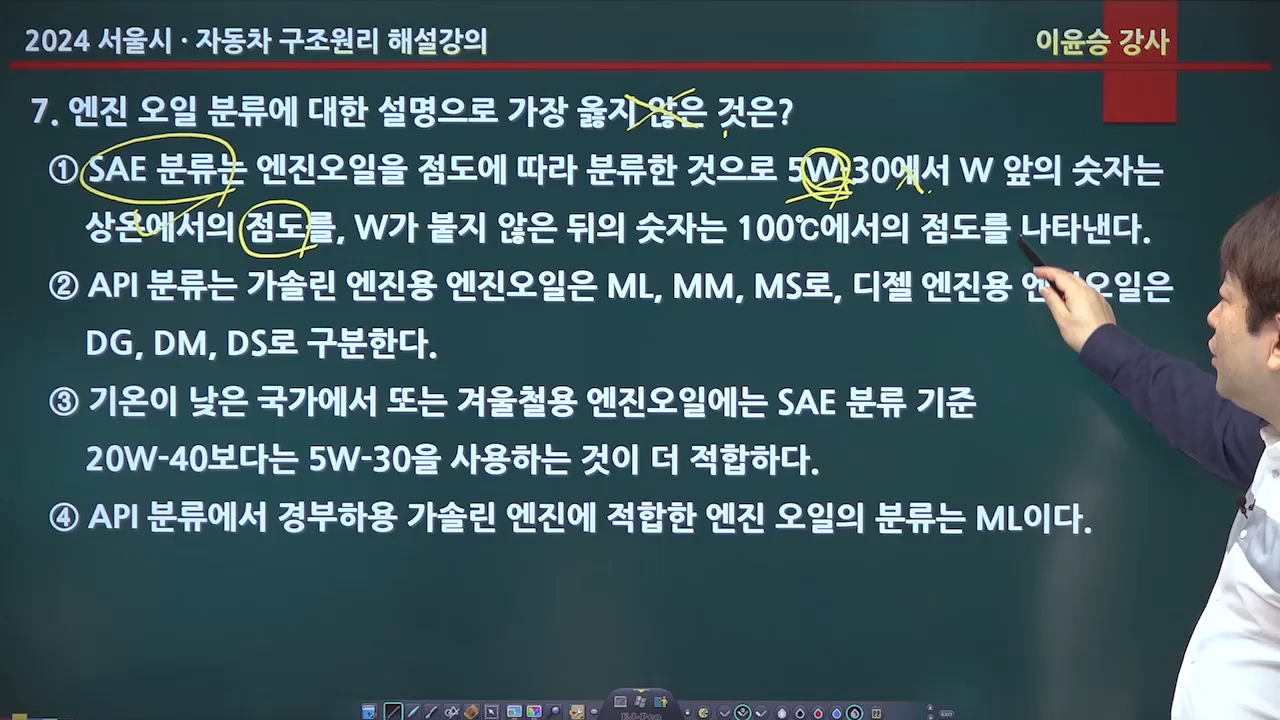 2024 서울시 · 자동차 구조원리 해설강의
이윤승 강사
7. 엔진 오일 분류에 대한 설명으로 가장 옳지 않은 것은?
① SAE 분류는 엔진오일을 점도에 따라 분류한 것으로 5W-30에서 W 앞의 숫자는
상온에서의 점도를, W가 붙지 않은 뒤의 숫자는 100℃에서의 점도를 나타낸다.
② API 분류는 가솔린 엔진용 엔진오일은 ML, MM, MS로, 디젤 엔진용 엔진오일은
DG, DM, DS로 구분한다.
③ 기온이 낮은 국가에서 또는 겨울철용 엔진오일에는 SAE 분류 기준
20W-40보다는 5W-30을 사용하는 것이 더 적합하다.
④ API 분류에서 경부하용 가솔린 엔진에 적합한 엔진 오일의 분류는 ML이다.
EXIT